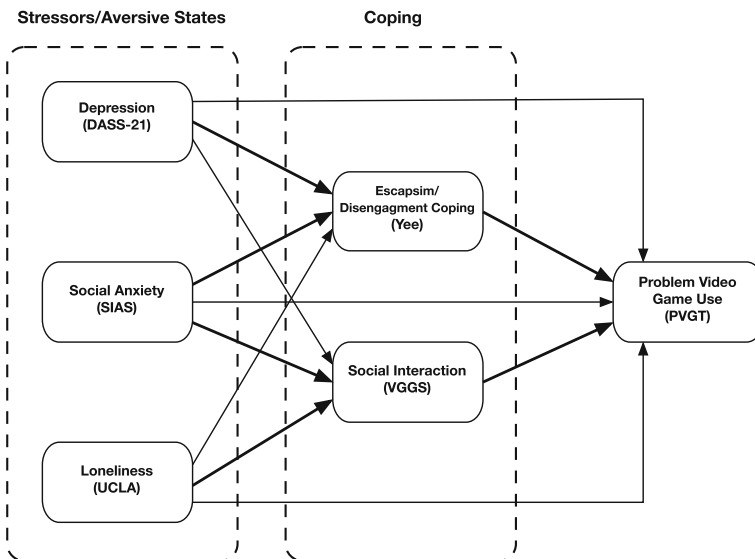 Stressors/Aversive States
Coping
Depression
(DASS-21)
Escapsim/
Disengagment Coping
(Yee)
Social Anxiety
(SIAS)
Problem Video
Game Use
(PVGT)
Social Interaction
(VGGS)
Loneliness
(UCLA)